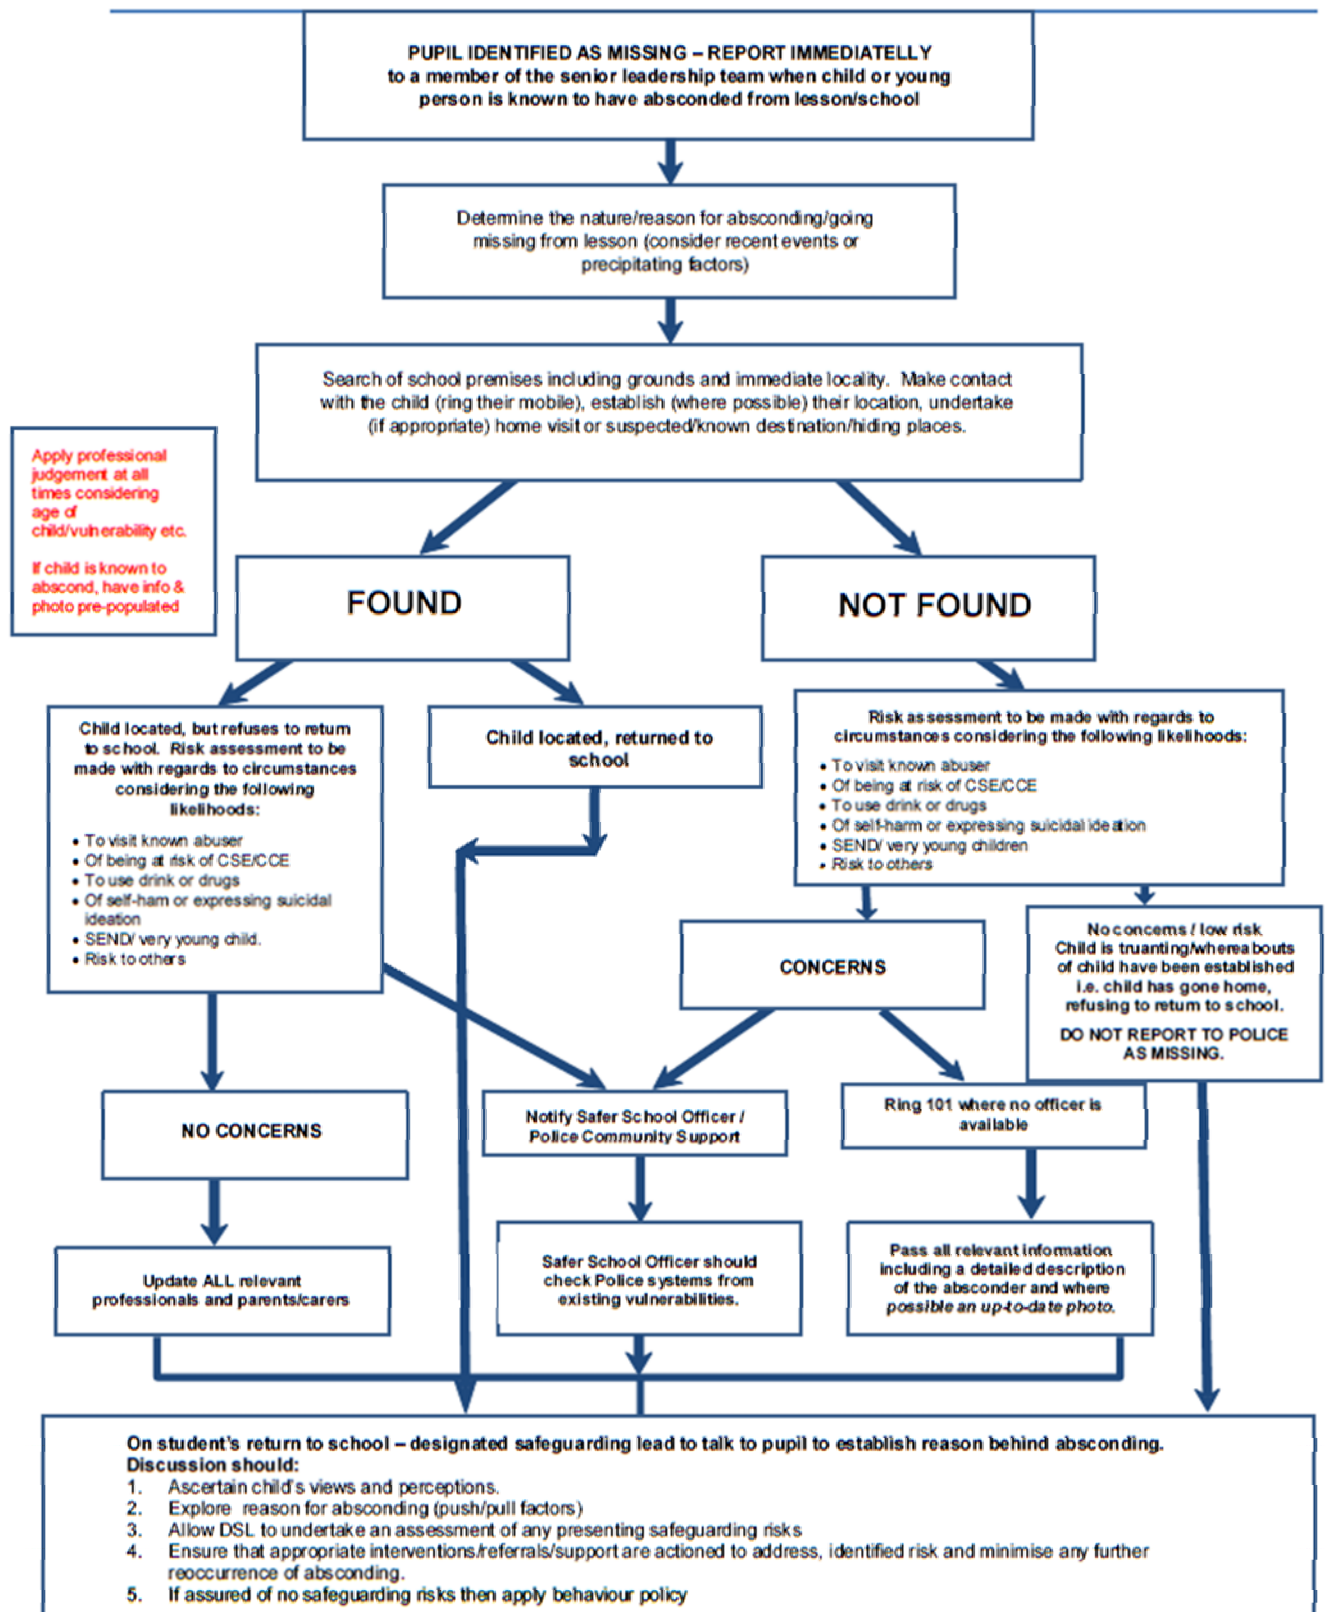 PUPIL IDENTIFIED AS MISSING – REPORT IMMEDIATELLY
to a member of the senior leadership team when child or young
person is known to have absconded from lesson/school
Determine the nature/reason for absconding/going
missing from lesson (consider recent events or
precipitating factors)
Search of school premises including grounds and immediate locality. Make contact
with the child (ring their mobile), establish (where possible) their location, undertake
(if appropriate) home visit or suspected/known destination/hiding places.
Apply professional
judgement at all
times considering
age of
child/vulnerability etc.
If child is known to
abscond, have info &
photo pre-populated
FOUND
NOT FOUND
Child located, but refuses to return
to school. Risk assessment to be
made with regards to circumstances
considering the following
likelihoods:
• To visit known abuser
• Of being at risk of CSE/CCE
• To use drink or drugs
• Of self-ham or expressing suicidal
ideation
• SEND/ very young child.
• Risk to others
Child located, returned to
school
Risk assessment to be made with regards to
circumstances considering the following likelihoods:
• To visit known abuser
• Of being at risk of CSE/CCE
• To use drink or drugs
• Of self-harm or expressing suicidal ideation
• SEND/ very young children
• Risk to others
CONCERNS
No concerns / low risk
Child is truanting/whereabouts
of child have been established
i.e. child has gone home,
refusing to return to school.
DO NOT REPORT TO POLICE
AS MISSING.
NO CONCERNS
Notify Safer School Officer /
Police Community Support
Ring 101 where no officer is
available
Update ALL relevant
professionals and parents/carers
Safer School Officer should
check Police systems from
existing vulnerabilities.
Pass all relevant information
including a detailed description
of the absconder and where
possible an up-to-date photo.
On student's return to school – designated safeguarding lead to talk to pupil to establish reason behind absconding.
Discussion should:
1. Ascertain child's views and perceptions.
2. Explore reason for absconding (push/pull factors)
3. Allow DSL to undertake an assessment of any presenting safeguarding risks
4. Ensure that appropriate interventions/referrals/support are actioned to address, identified risk and minimise any further
reoccurrence of absconding.
5. If assured of no safeguarding risks then apply behaviour policy